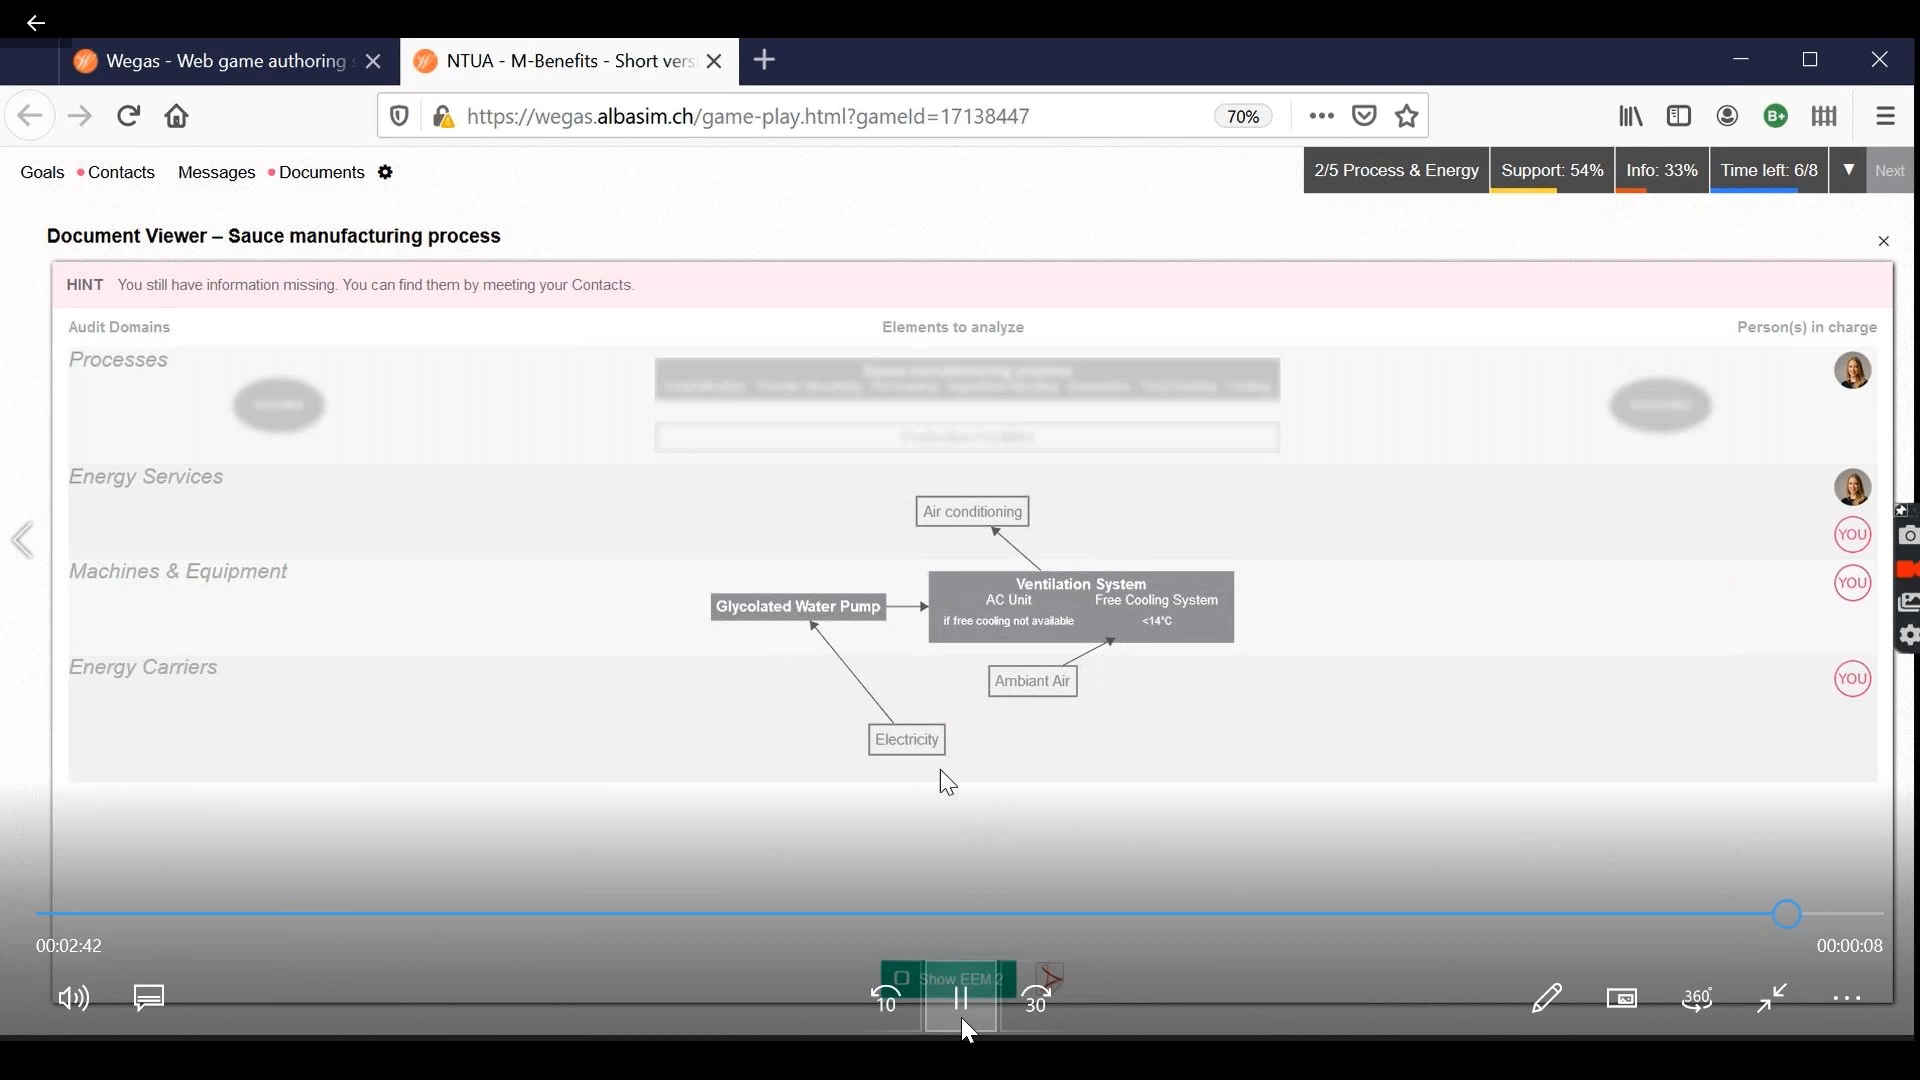 Wegas - Web game authoring s
NTUA - M-Benefits - Short versi
https://wegas.albasim.ch/game-play.html?gameId=17138447
70%
Goals
Contacts
Messages
Documents
2/5 Process & Energy
Support: 54%
Info: 33%
Time left: 6/8
Next
Document Viewer – Sauce manufacturing process
HINT You still have information missing. You can find them by meeting your Contacts.
Audit Domains
Elements to analyze
Person(s) in charge
Processes
Energy Services
Air conditioning
YOU
Machines & Equipment
YOU
Glycolated Water Pump
Ventilation System
AC Unit
Free Cooling System
if free cooling not available
<14°C
Energy Carriers
YOU
Ambiant Air
Electricity
00:02:42
00:00:08
Show EEM 2
10
30
360°